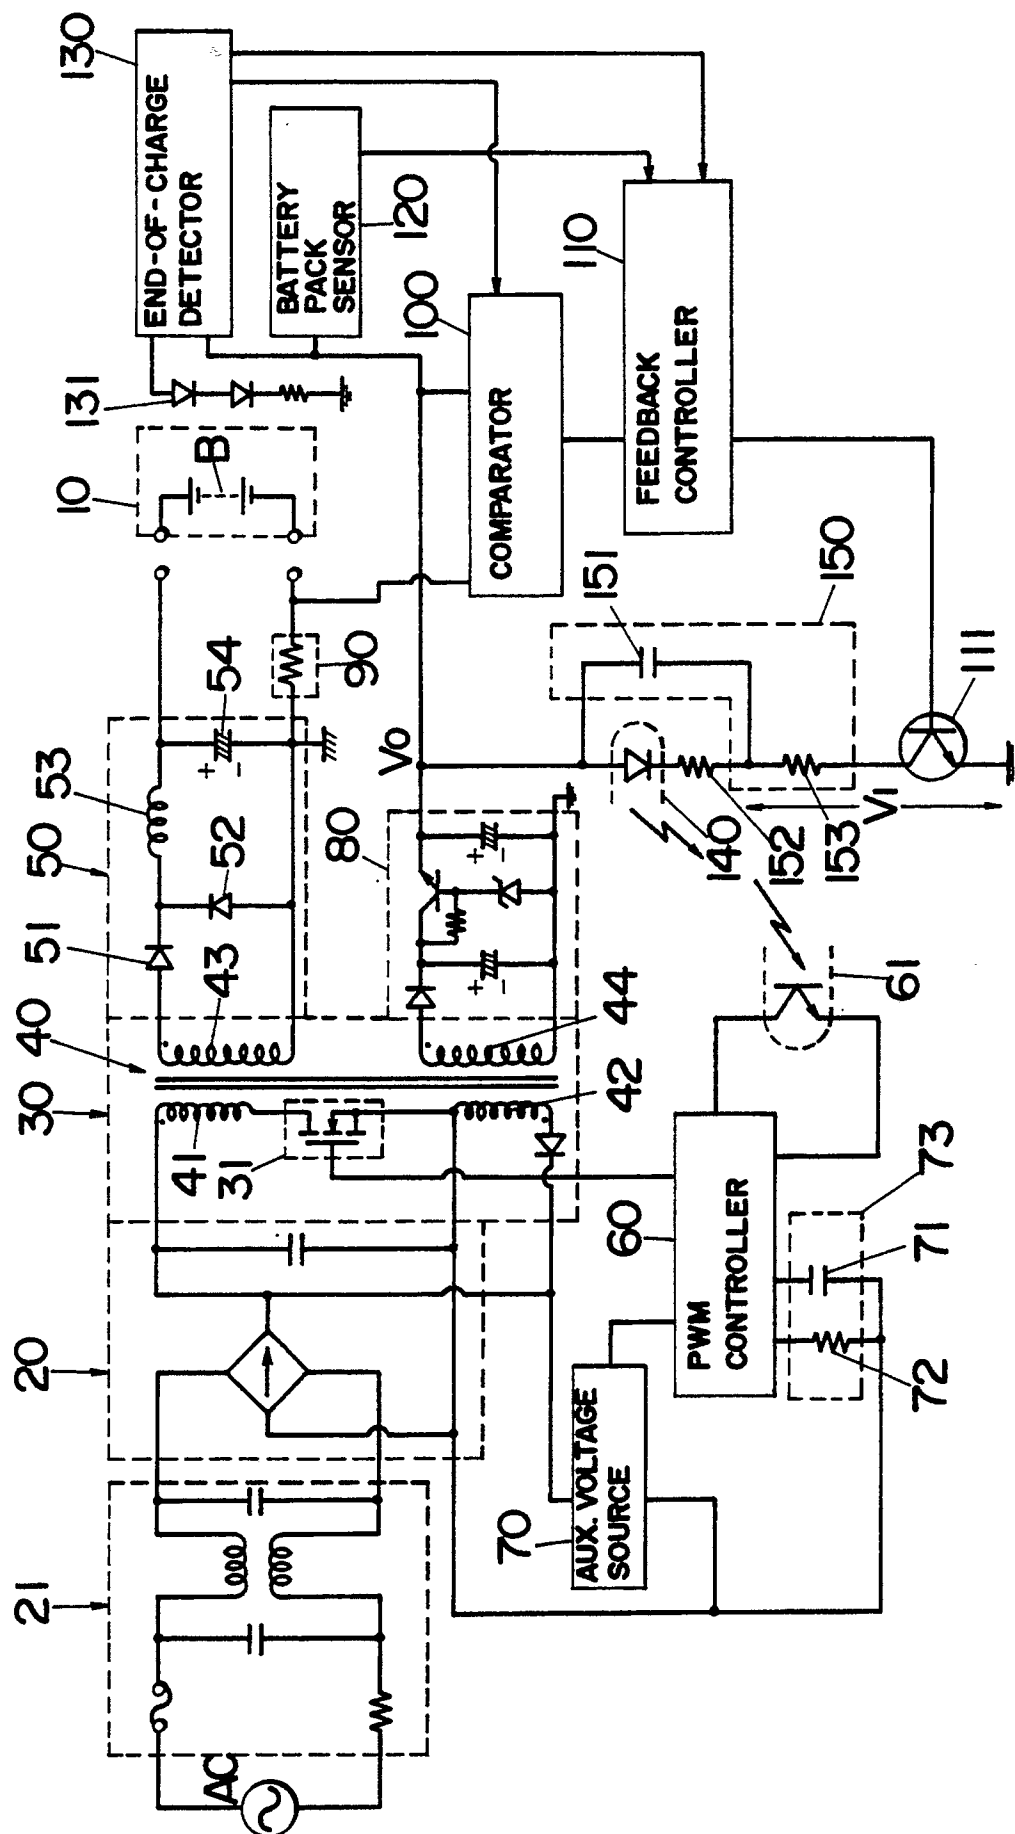 21
20
30
40
50
51
43
52
53
54
10
B
131
130
END-OF-CHARGE
DETECTOR
AC
41
31
42
44
80
Vo
90
100
COMPARATOR
BATTERY
PACK
SENSOR
120
110
FEEDBACK
CONTROLLER
70
AUX. VOLTAGE
SOURCE
60
PWM
CONTROLLER
72
71
73
61
140
152
153
V1
151
150
111
+
-
+
-
+
-